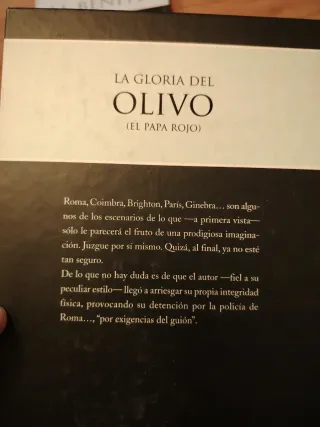 LA GLORIA DEL
OLIVO
(EL PAPA ROJO)
Roma, Coimbra, Brighton, París, Ginebra... son algu-
nos de los escenarios de lo que —a primera vista—
sólo le parecerá el fruto de una prodigiosa imagina-
ción. Juzgue por sí mismo. Quizá, al final, ya no esté
tan seguro.
De lo que no hay duda es de que el autor —fiel a su
peculiar estilo— llegó a arriesgar su propia integridad
física, provocando su detención por la policía de
Roma..., “por exigencias del guión”.